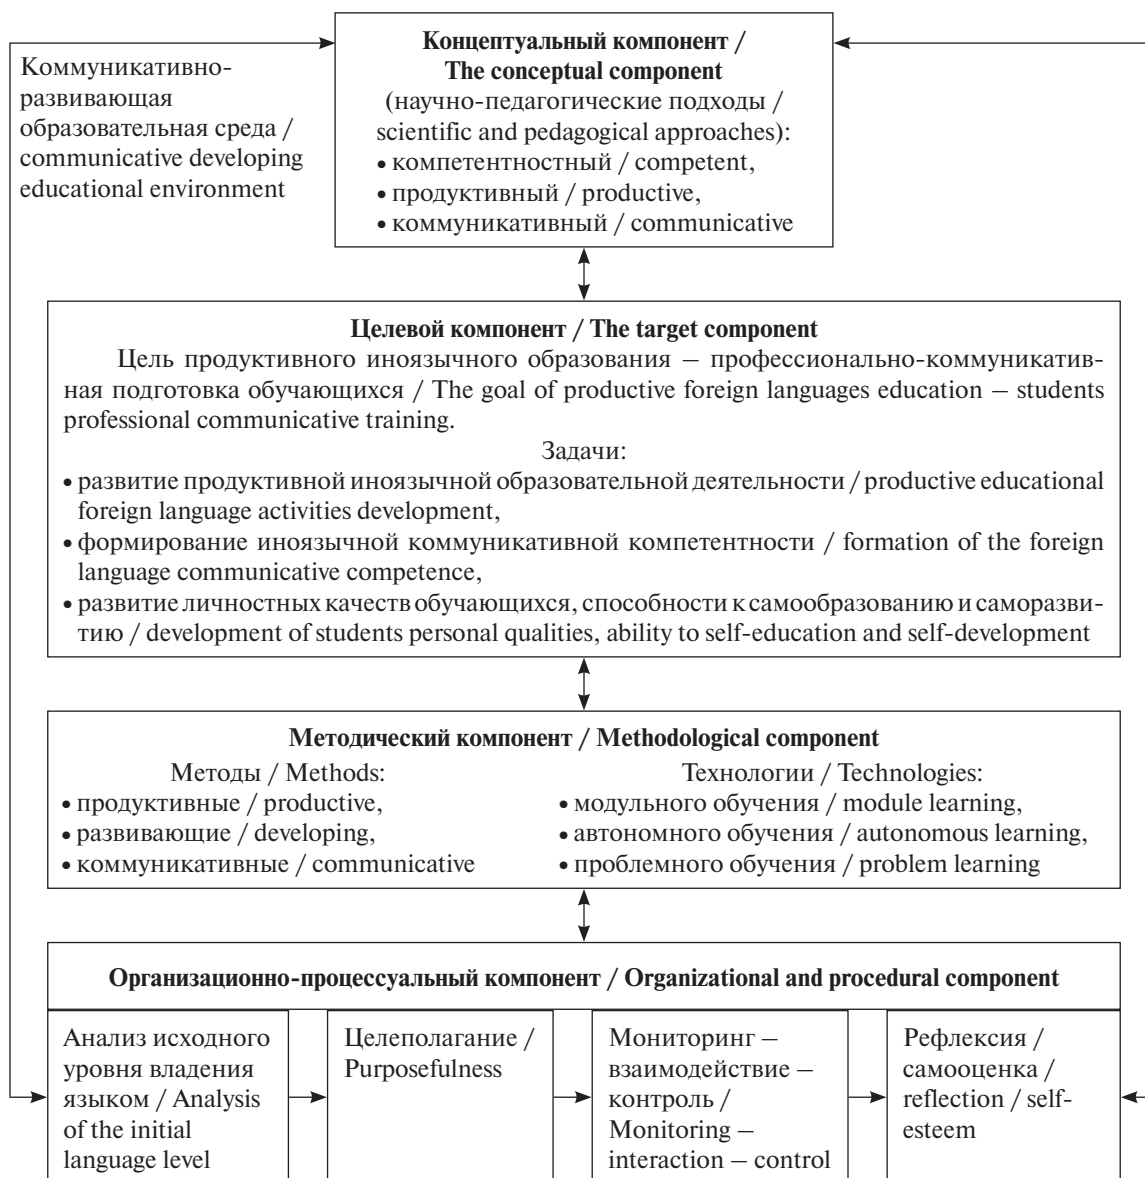 Коммуникативно-
развивающая
образовательная среда /
communicative developing
educational environment
Концептуальный компонент /
The conceptual component
(научно-педагогические подходы /
scientific and pedagogical approaches):
• компетентностный / competent,
• продуктивный / productive,
• коммуникативный / communicative
Целевой компонент / The target component
Цель продуктивного иноязычного образования – профессионально-коммуникатив-
ная подготовка обучающихся / The goal of productive foreign languages education – students
professional communicative training.
Задачи:
• развитие продуктивной иноязычной образовательной деятельности / productive educational
foreign language activities development,
• формирование иноязычной коммуникативной компетентности / formation of the foreign
language communicative competence,
• развитие личностных качеств обучающихся, способности к самообразованию и саморазви-
тию / development of students personal qualities, ability to self-education and self-development
Методический компонент / Methodological component
Методы / Methods:
• продуктивные / productive,
• развивающие / developing,
• коммуникативные / communicative
Технологии / Technologies:
• модульного обучения / module learning,
• автономного обучения / autonomous learning,
• проблемного обучения / problem learning
Организационно-процессуальный компонент / Organizational and procedural component
Анализ исходного
уровня владения
языком / Analysis
of the initial
language level
Целеполагание /
Purposefulness
Мониторинг –
взаимодействие –
контроль /
Monitoring –
interaction – control
Рефлексия /
самооценка /
reflection / self-
esteem